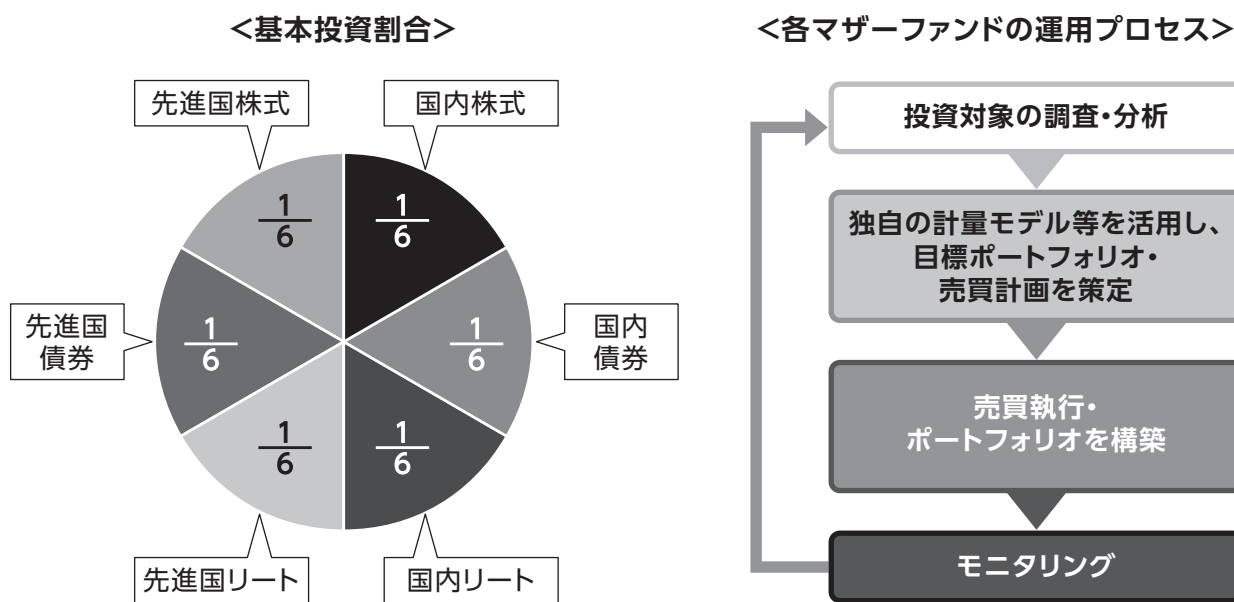 <基本投資割合>
先進国株式
国内株式
1
6
1
6
先進国
債券
1
6
1
6
国内
債券
1
6
1
6
先進国リート
国内リート
<各マザーファンドの運用プロセス>
投資対象の調査・分析
独自の計量モデル等を活用し、
目標ポートフォリオ・
売買計画を策定
売買執行・
ポートフォリオを構築
モニタリング